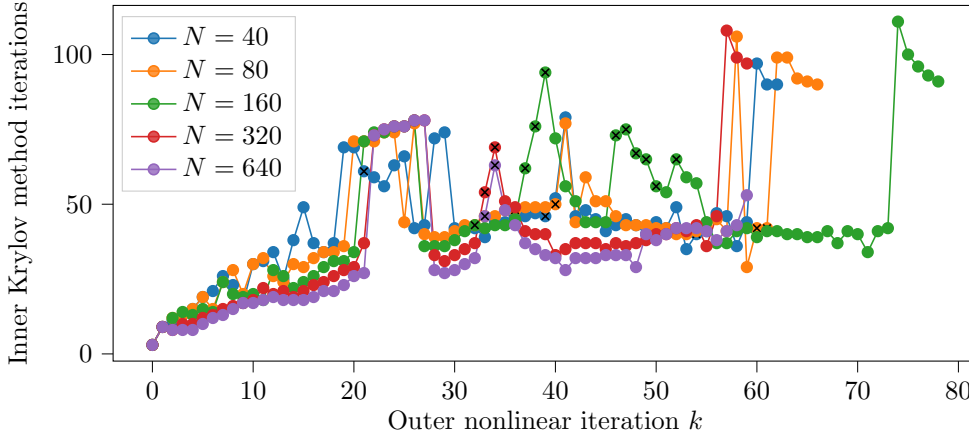 Inner Krylov method iterations
100
50
0
N = 40
N = 80
N = 160
N = 320
N = 640
0 10 20 30 40 50 60 70 80
Outer nonlinear iteration k